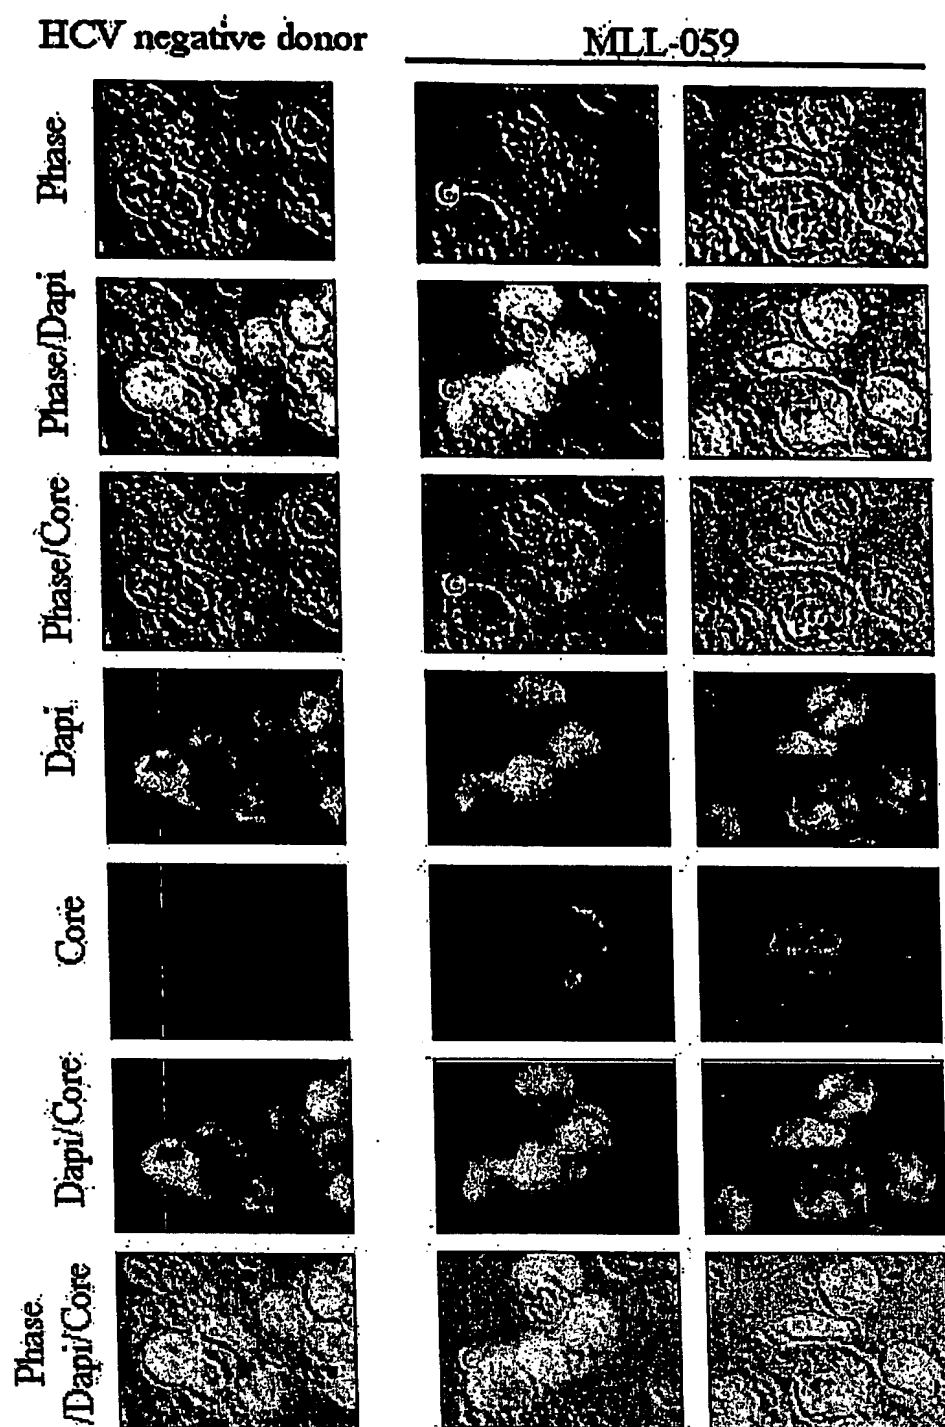 HCV negative donor
MLL-059
Phase
Phase/Dapi
Phase/Core
Dapi
Core
Dapi/Core
Phase
/Dapi/Core